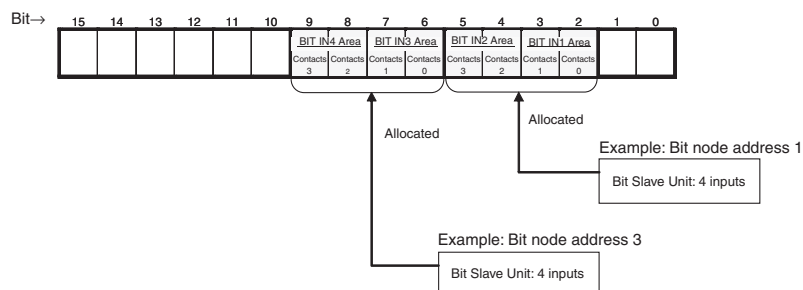 Bit→ 15 14 13 12 11 10 9 8 7 6 5 4 3 2 1 0
BIT IN4 Area BIT IN3 Area BIT IN2 Area BIT IN1 Area
Contacts Contacts Contacts Contacts Contacts Contacts Contacts Contacts
3 2 1 0 3 2 1 0
Allocated
Allocated
Example: Bit node address 1
Bit Slave Unit: 4 inputs
Example: Bit node address 3
Bit Slave Unit: 4 inputs